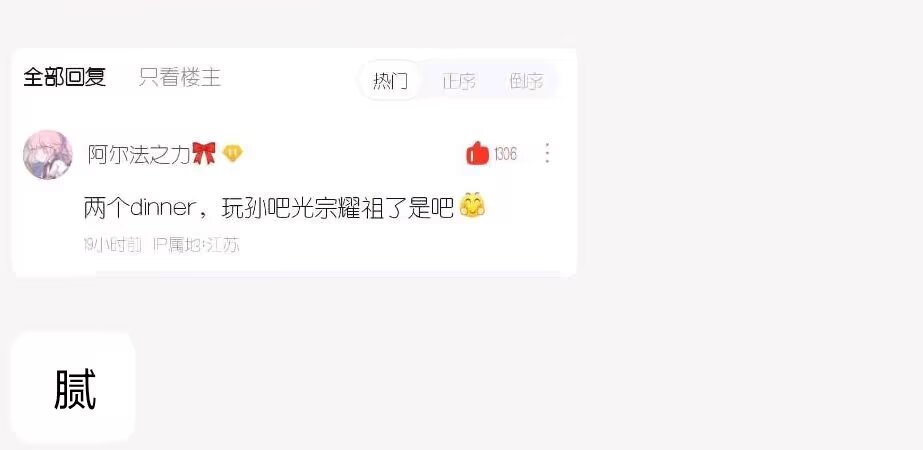 全部回复 只看楼主 热门 正序 倒序
阿尔法之力🎀 11 1306
两个dinner，玩孙吧光宗耀祖了是吧🤗
19小时前 IP属地:江苏
腻